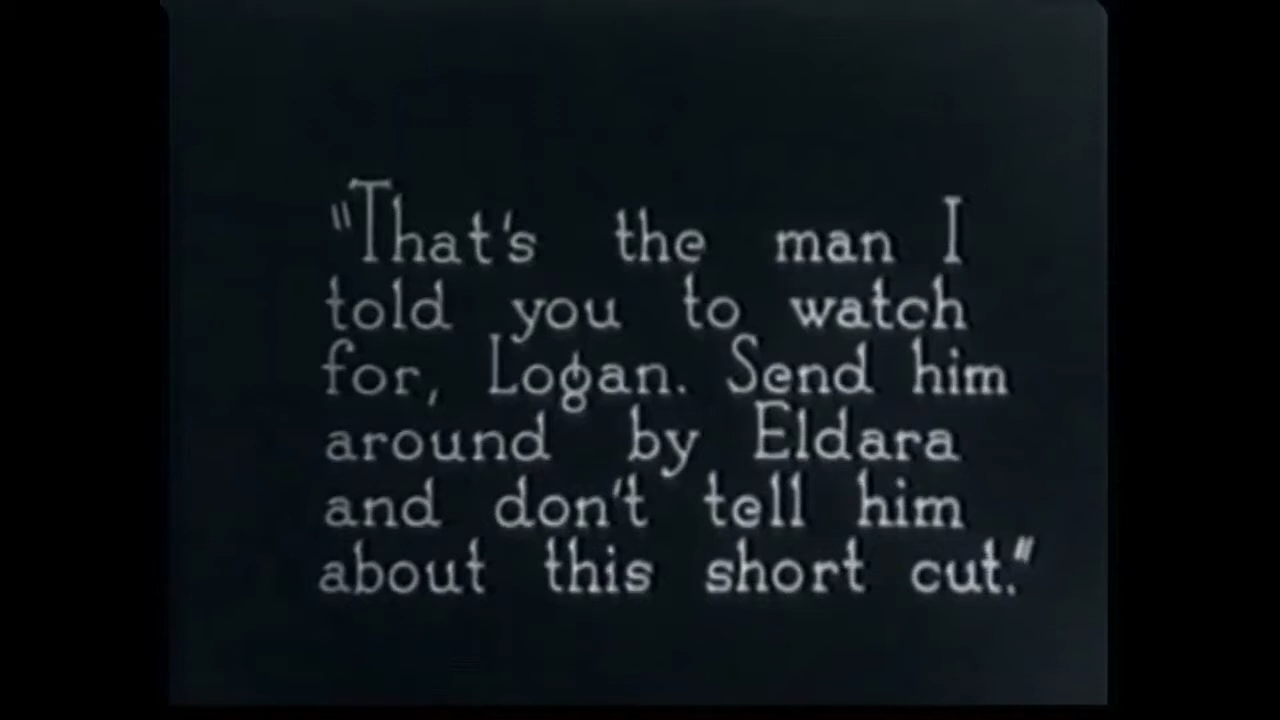 "That's the man I
told you to watch
for, Logan. Send him
around by Eldara
and don't tell him
about this short cut."